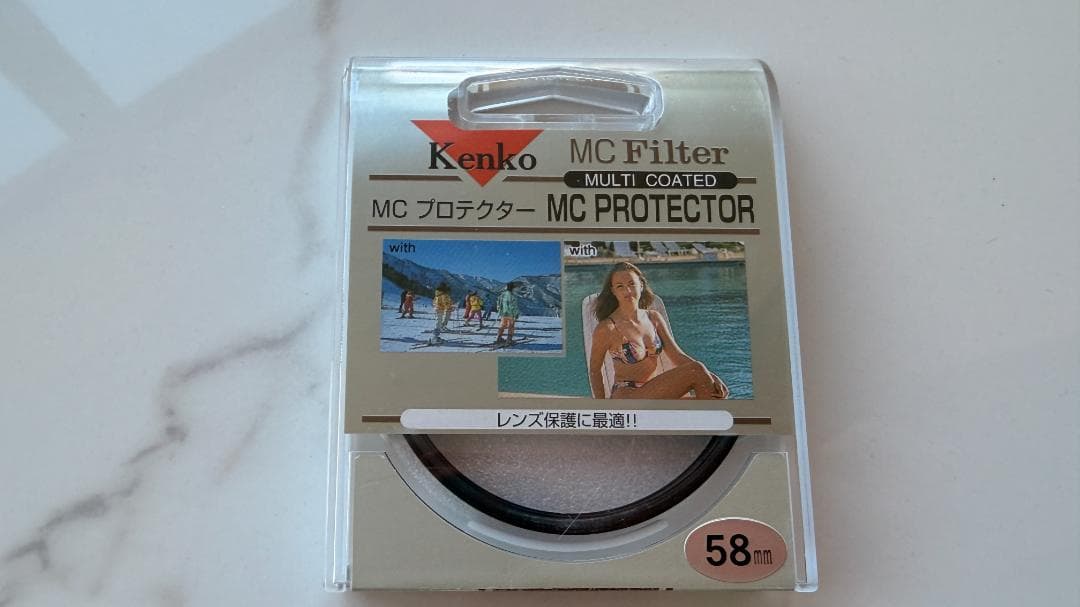 Kenko MC Filter
MULTI COATED
MC プロテクター MC PROTECTOR
with with
レンズ保護に最適!!
58mm